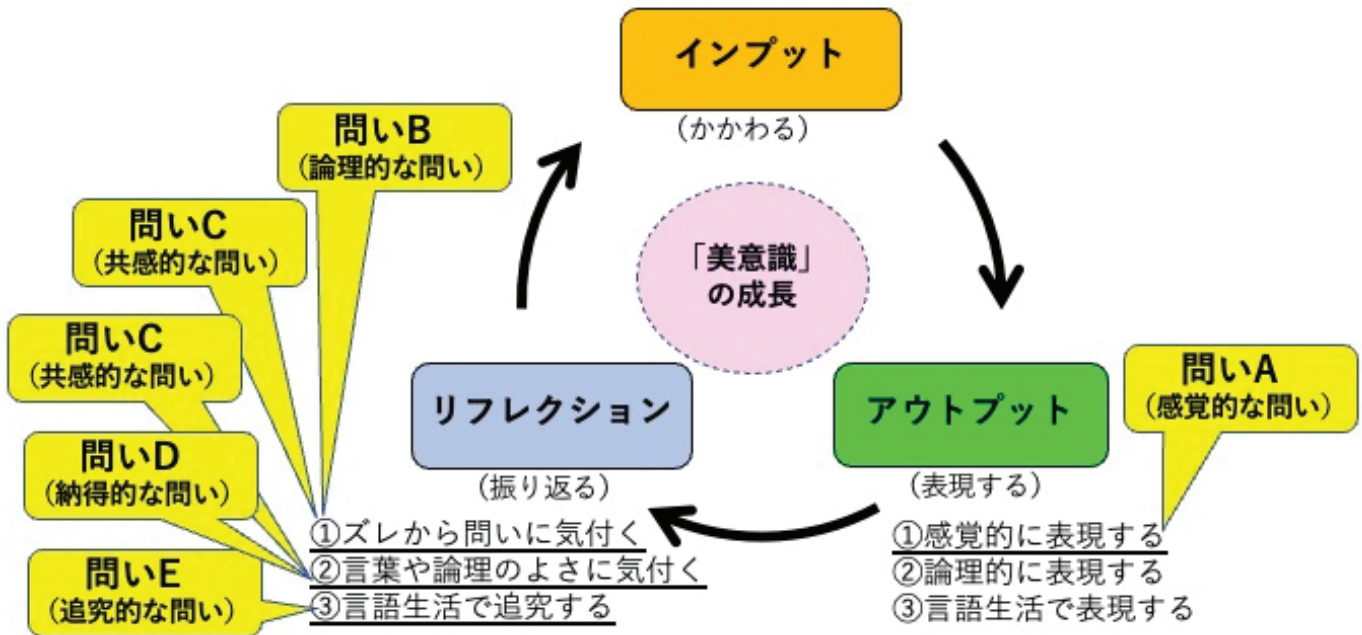 インプット
(かかわる)
問いB
(論理的な問い)
問いC
(共感的な問い)
「美意識」
の成長
問いC
(共感的な問い)
問いA
(感覚的な問い)
リフレクション
アウトプット
問いD
(納得的な問い)
(振り返る)
(表現する)
①ズレから問いに気付く
②言葉や論理のよさに気付く
③言語生活で追究する
①感覚的に表現する
②論理的に表現する
③言語生活で表現する
問いE
(追究的な問い)